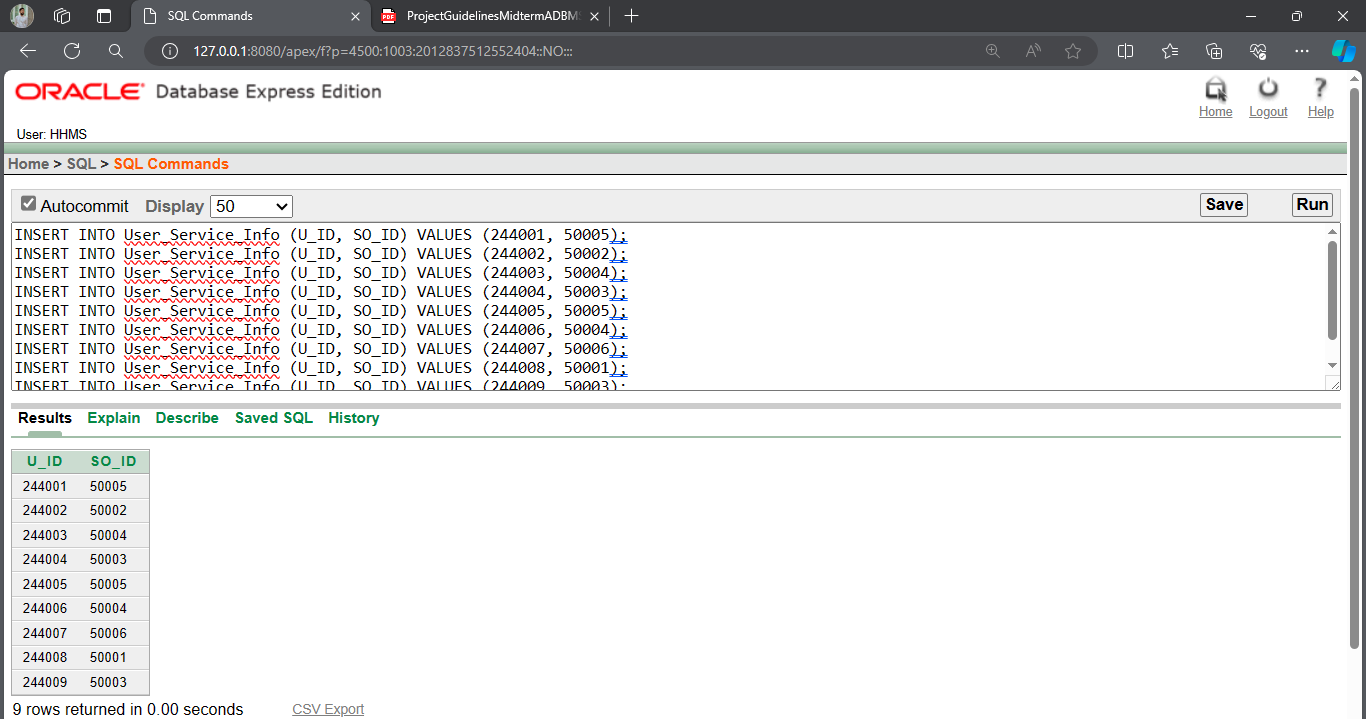 SQL Commands
ProjectGuidelinesMidtermADBMS
127.0.0.1:8080/apex/f?p=4500:1003:2012837512552404::NO:::
ORACLE Database Express Edition
Home Logout Help
User: HHMS
Home > SQL > SQL Commands
Autocommit Display 50 Save Run
INSERT INTO User_Service_Info (U_ID, SO_ID) VALUES (244001, 50005);
INSERT INTO User_Service_Info (U_ID, SO_ID) VALUES (244002, 50002);
INSERT INTO User_Service_Info (U_ID, SO_ID) VALUES (244003, 50004);
INSERT INTO User_Service_Info (U_ID, SO_ID) VALUES (244004, 50003);
INSERT INTO User_Service_Info (U_ID, SO_ID) VALUES (244005, 50005);
INSERT INTO User_Service_Info (U_ID, SO_ID) VALUES (244006, 50004);
INSERT INTO User_Service_Info (U_ID, SO_ID) VALUES (244007, 50006);
INSERT INTO User_Service_Info (U_ID, SO_ID) VALUES (244008, 50001);
INSERT INTO User_Service_Info (U_ID, SO_ID) VALUES (244009, 50003);
Results Explain Describe Saved SQL History
U_ID SO_ID
244001 50005
244002 50002
244003 50004
244004 50003
244005 50005
244006 50004
244007 50006
244008 50001
244009 50003
9 rows returned in 0.00 seconds CSV Export